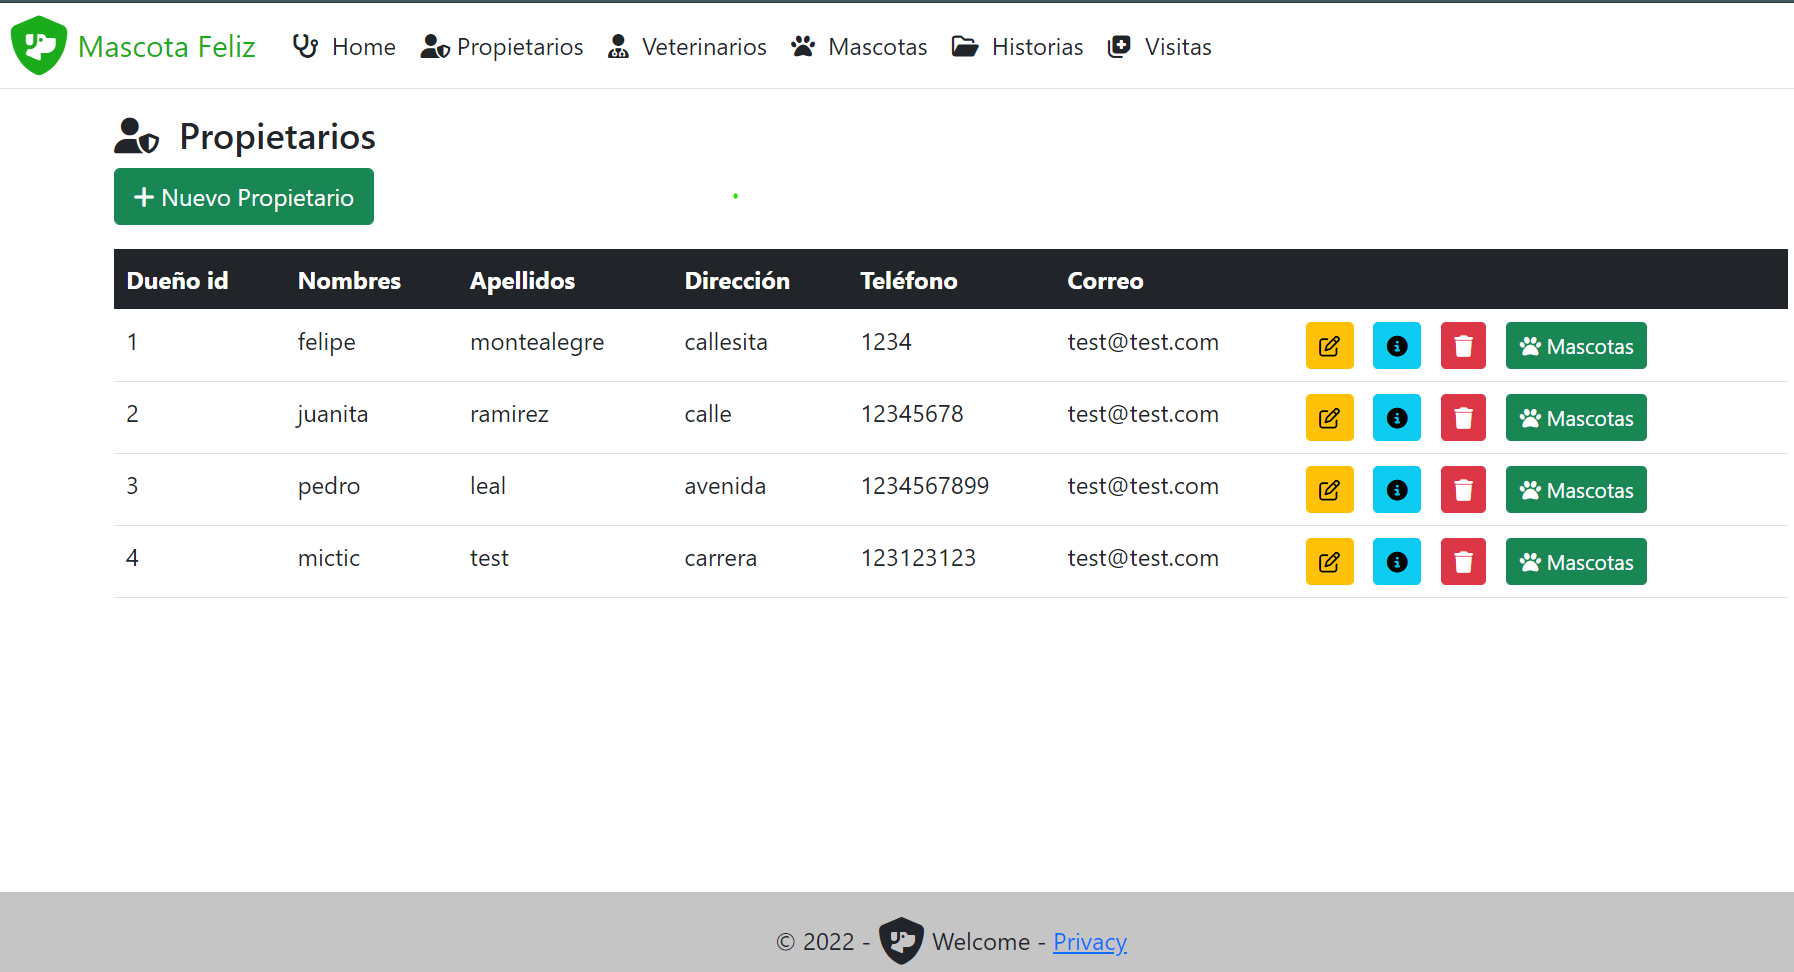 Mascota Feliz Home Propietarios Veterinarios Mascotas Historias Visitas
Propietarios
Nuevo Propietario
Dueño id Nombres Apellidos Dirección Teléfono Correo
1 felipe montealegre callesita 1234 test@test.com Mascotas
2 juanita ramirez calle 12345678 test@test.com Mascotas
3 pedro leal avenida 1234567899 test@test.com Mascotas
4 mictic test carrera 123123123 test@test.com Mascotas
© 2022 - Welcome - Privacy